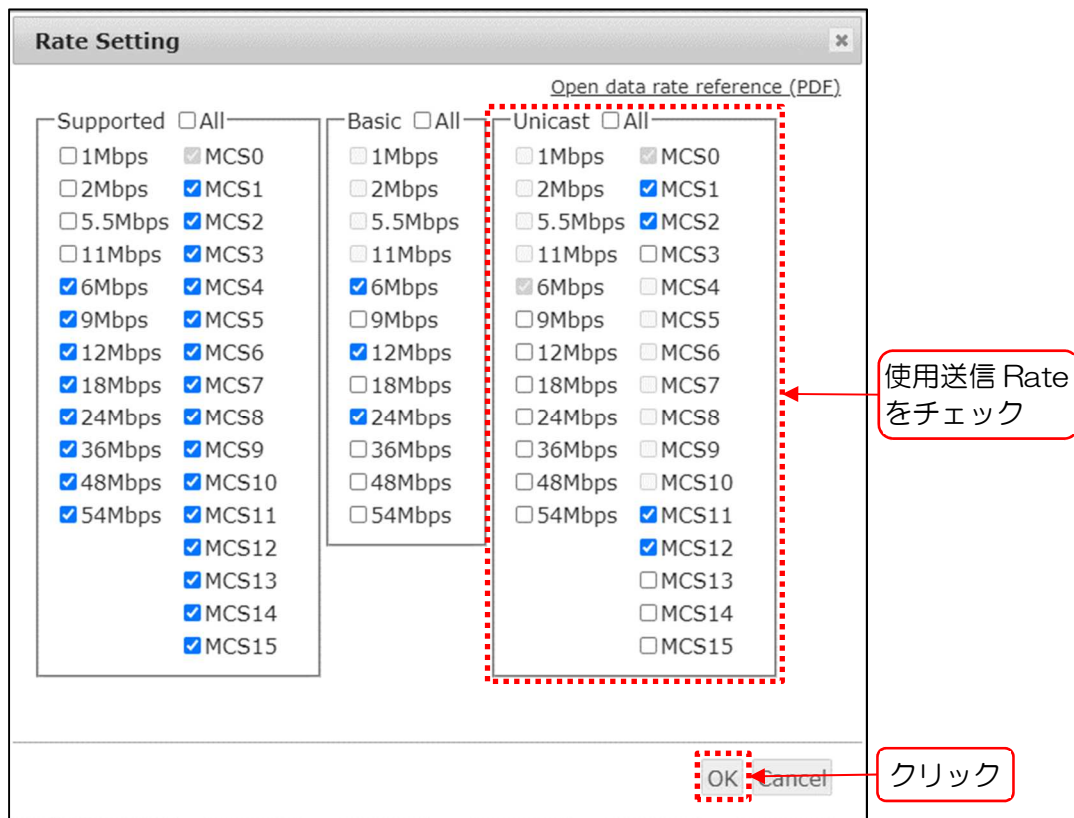 Rate Setting
Open data rate reference (PDF)
Supported All
1Mbps MCS0
2Mbps MCS1
5.5Mbps MCS2
11Mbps MCS3
6Mbps MCS4
9Mbps MCS5
12Mbps MCS6
18Mbps MCS7
24Mbps MCS8
36Mbps MCS9
48Mbps MCS10
54Mbps MCS11
MCS12
MCS13
MCS14
MCS15
Basic All
1Mbps
2Mbps
5.5Mbps
11Mbps
6Mbps
9Mbps
12Mbps
18Mbps
24Mbps
36Mbps
48Mbps
54Mbps
Unicast All
1Mbps MCS0
2Mbps MCS1
5.5Mbps MCS2
11Mbps MCS3
6Mbps MCS4
9Mbps MCS5
12Mbps MCS6
18Mbps MCS7
24Mbps MCS8
36Mbps MCS9
48Mbps MCS10
54Mbps MCS11
MCS12
MCS13
MCS14
MCS15
使用送信 Rate
をチェック
OK Cancel
クリック